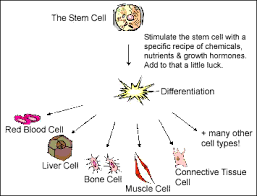 The Stem Cell
Stimulate the stem cell with a
specific recipe of chemicals,
nutrients & growth hormones.
Add to that a little luck.
Differentiation
Red Blood Cell
Liver Cell
Bone Cell
Muscle Cell
Connective Tissue
Cell
+ many other
cell types!